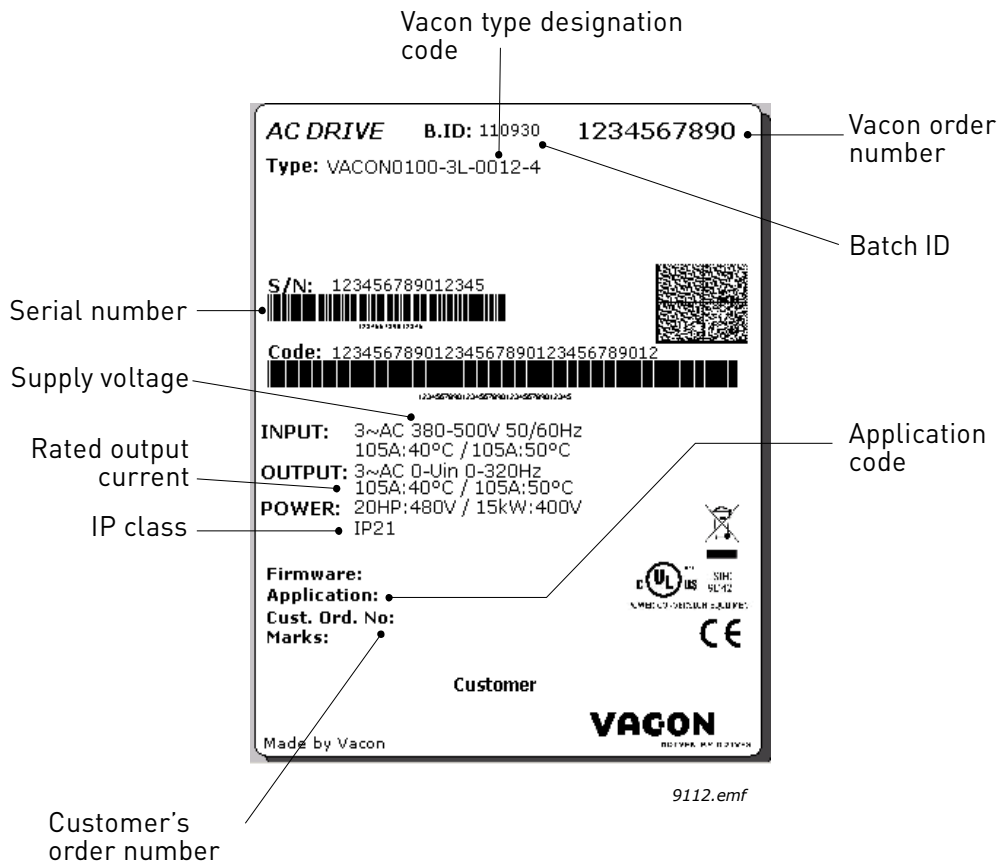 Vacon type designation
code
AC DRIVE B.ID: 110930 1234567890
Type: VACON0100-3L-0012-4
Vacon order
number
Batch ID
S/N: 123456789012345
Serial number
Code: 12345678901234567890123456789012
Supply voltage
INPUT: 3~AC 380-500V 50/60Hz
105A:40°C / 105A:50°C
Rated output
current
OUTPUT: 3~AC 0-Uin 0-320Hz
105A:40°C / 105A:50°C
POWER: 20HP:480V / 15kW:400V
IP class
IP21
Application
code
Firmware:
Application:
Cust. Ord. No:
Marks:
C UL US
CE
Customer
VACON
Made by Vacon
9112.emf
Customer's
order number